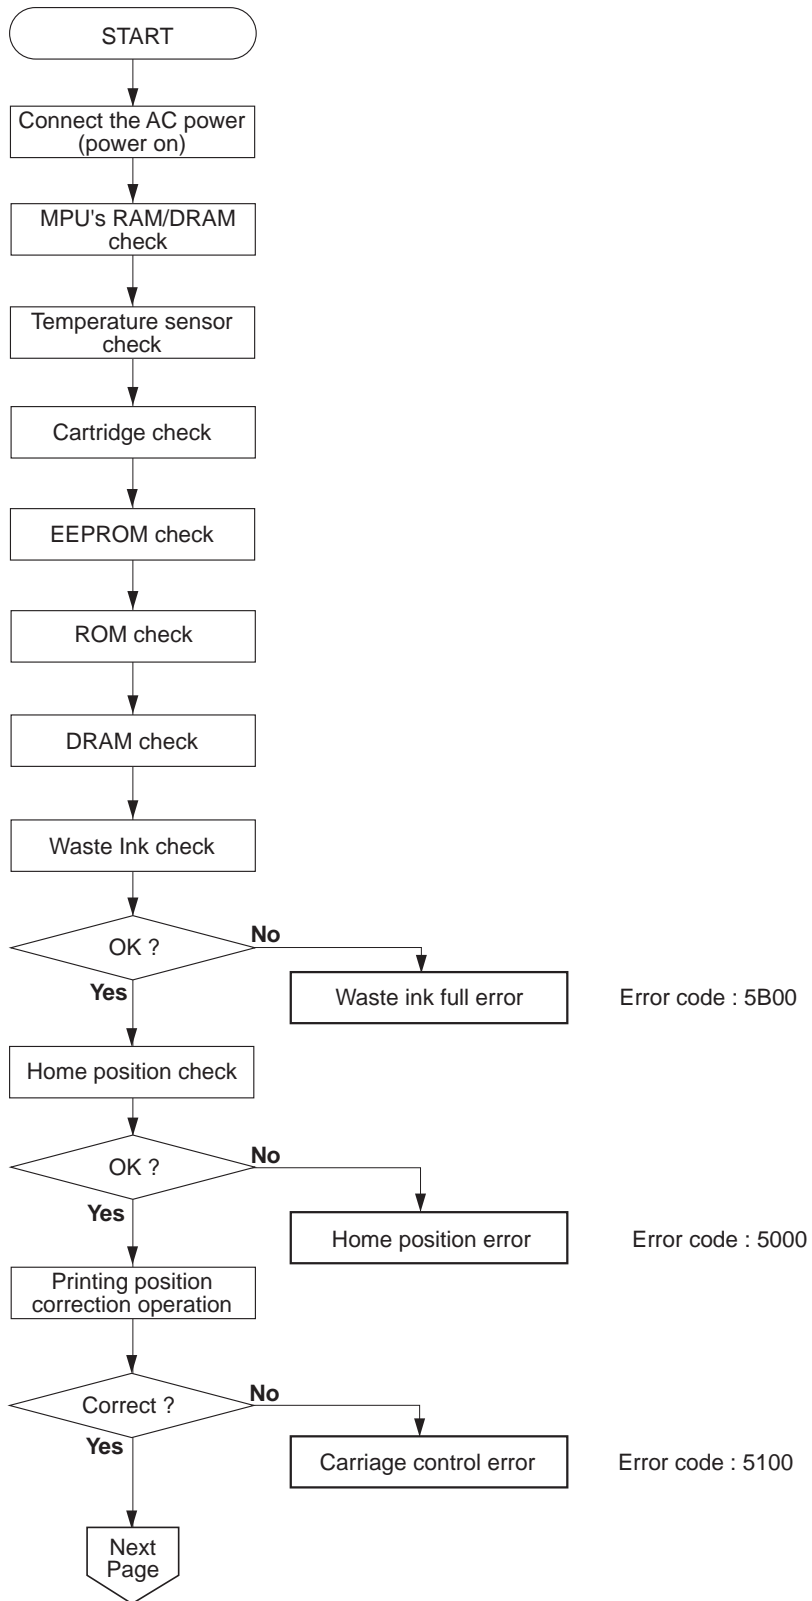 START
Connect the AC power
(power on)
MPU's RAM/DRAM
check
Temperature sensor
check
Cartridge check
EEPROM check
ROM check
DRAM check
Waste Ink check
OK ?
No
Yes
Waste ink full error
Error code : 5B00
Home position check
OK ?
No
Yes
Home position error
Error code : 5000
Printing position
correction operation
Correct ?
No
Yes
Carriage control error
Error code : 5100
Next
Page